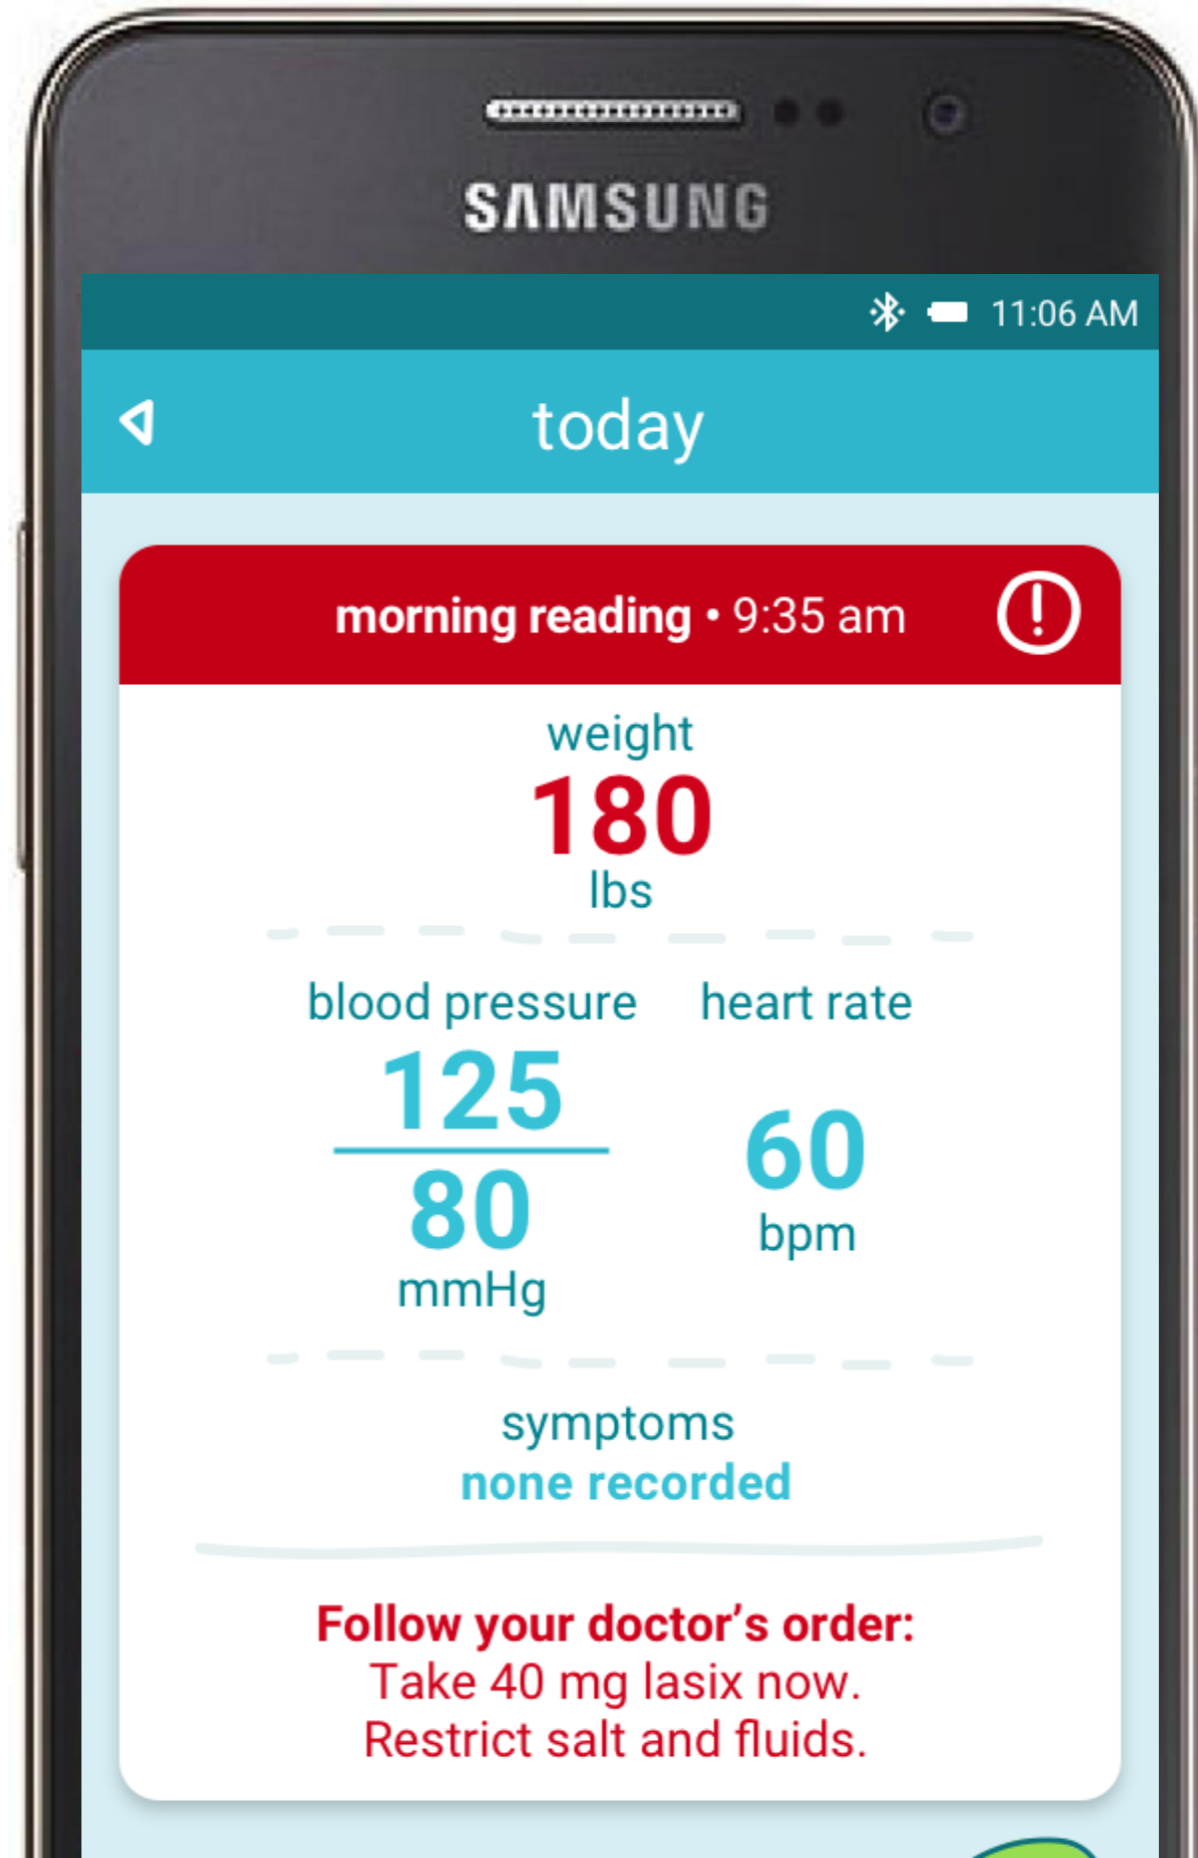 SAMSUNG
11:06 AM
today
morning reading • 9:35 am
weight
180
lbs
blood pressure heart rate
125
80
mmHg
60
bpm
symptoms
none recorded
Follow your doctor’s order:
Take 40 mg lasix now.
Restrict salt and fluids.